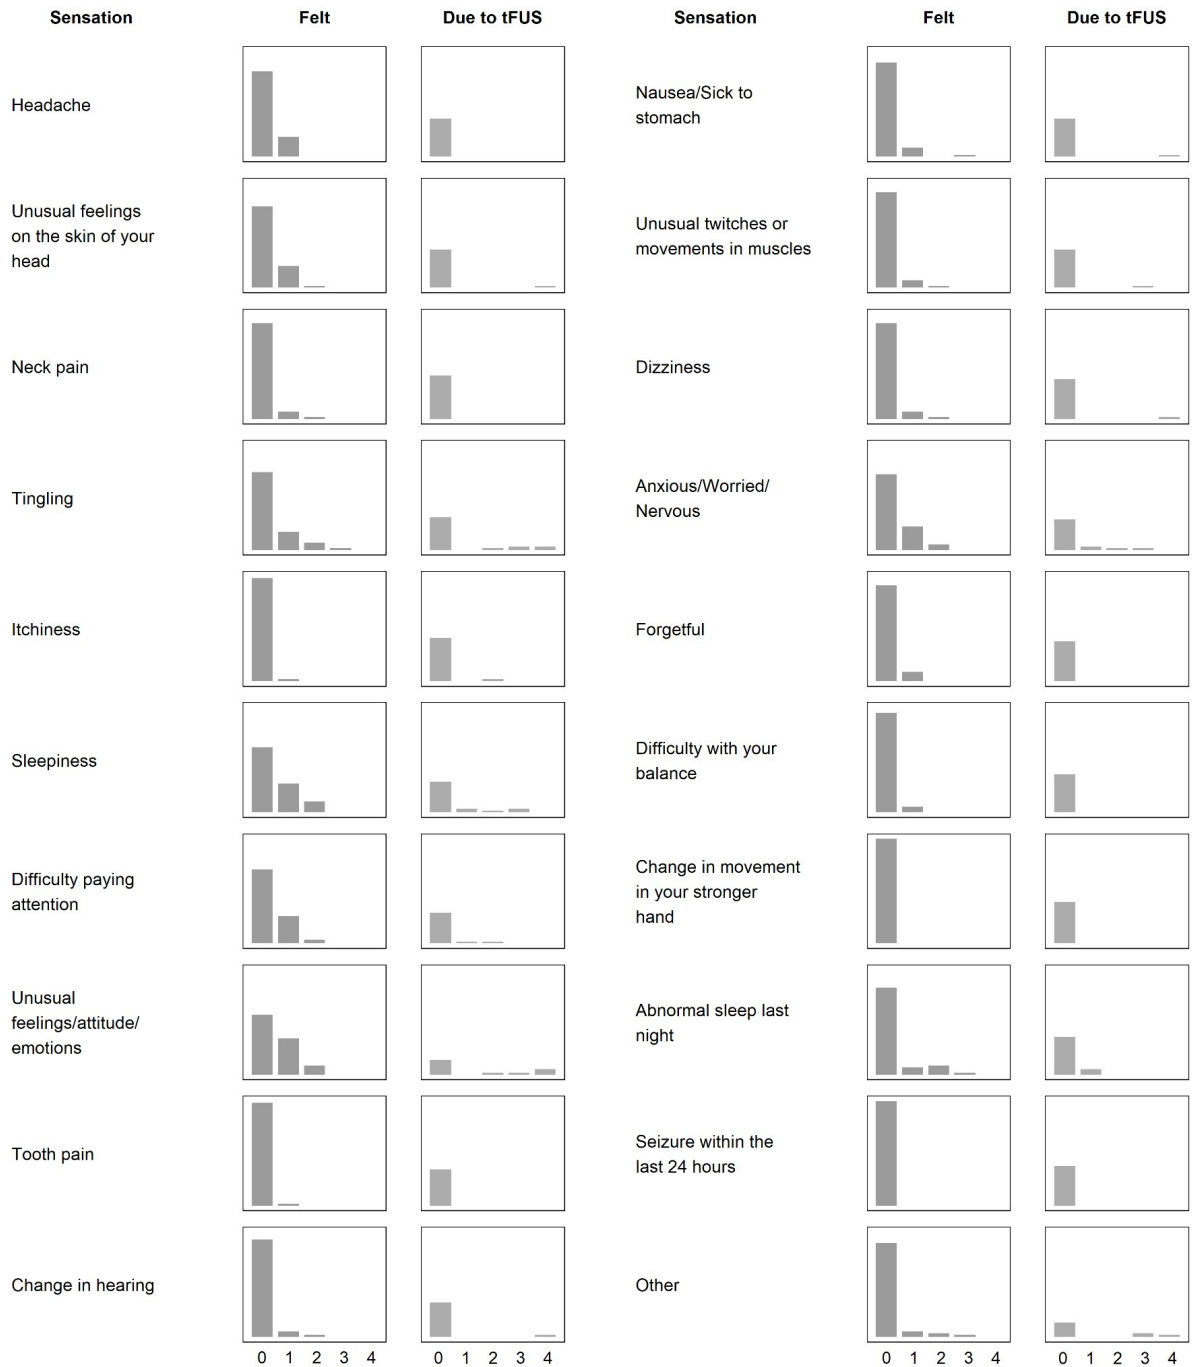 Sensation Felt Due to tFUS Sensation Felt Due to tFUS
Headache
Nausea/Sick to
stomach
Unusual feelings
on the skin of your
head
Unusual twitches or
movements in muscles
Neck pain
Dizziness
Tingling
Anxious/Worried/
Nervous
Itchiness
Forgetful
Sleepiness
Difficulty with your
balance
Difficulty paying
attention
Change in movement
in your stronger
hand
Unusual
feelings/attitude/
emotions
Abnormal sleep last
night
Tooth pain
Seizure within the
last 24 hours
Change in hearing
Other
0 1 2 3 4 0 1 2 3 4 0 1 2 3 4 0 1 2 3 4